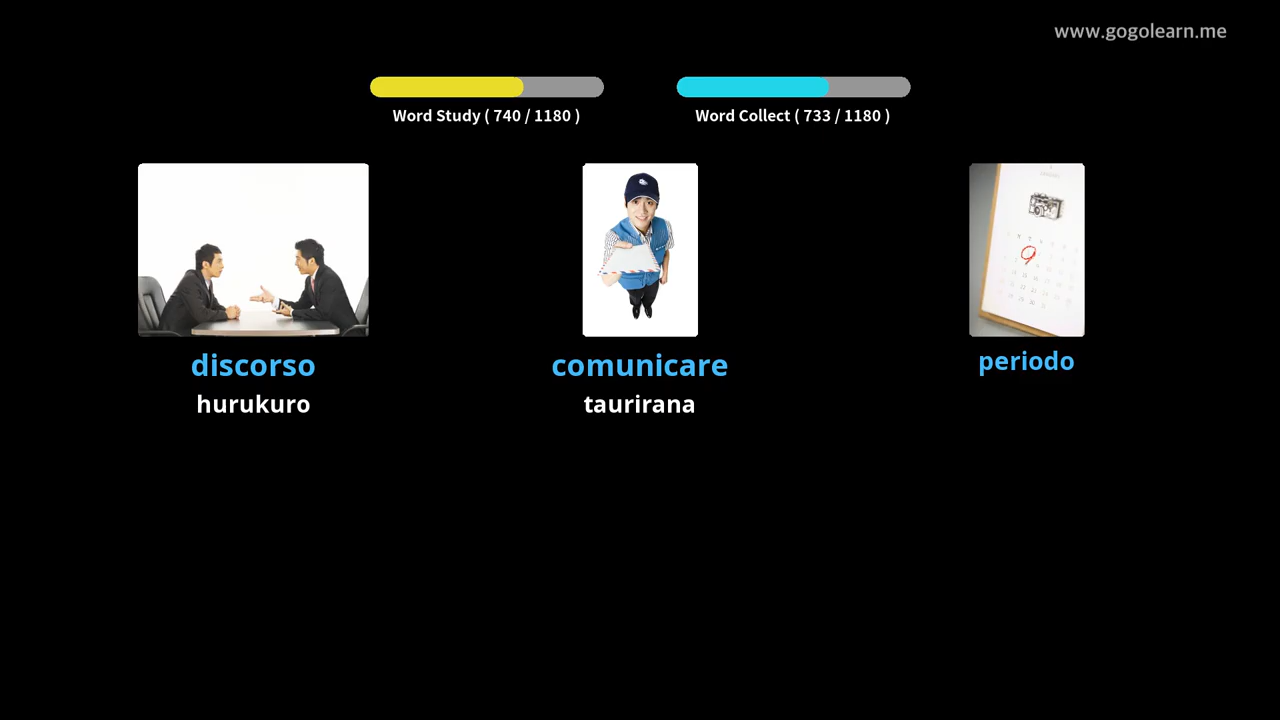 www.gogolearn.me
Word Study ( 740 / 1180 )
Word Collect ( 733 / 1180 )
discorso
hurukuro
comunicare
taurirana
periodo